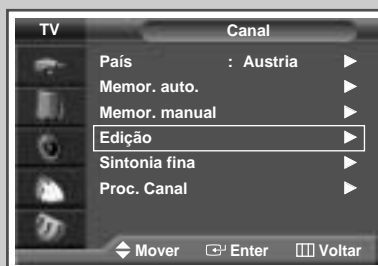 TV Canal
País : Austria
Memor. auto.
Memor. manual
Edição
Sintonia fina
Proc. Canal
Mover Enter Voltar